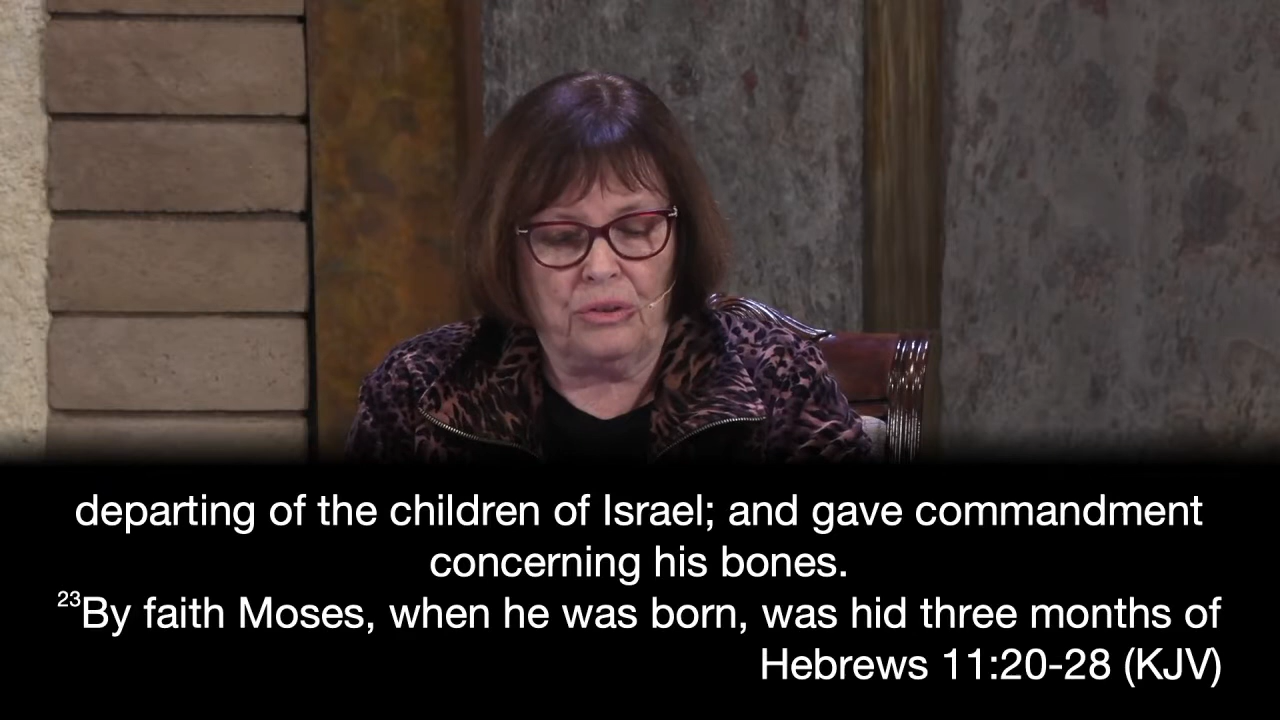 departing of the children of Israel; and gave commandment
concerning his bones.
23By faith Moses, when he was born, was hid three months of
Hebrews 11:20-28 (KJV)